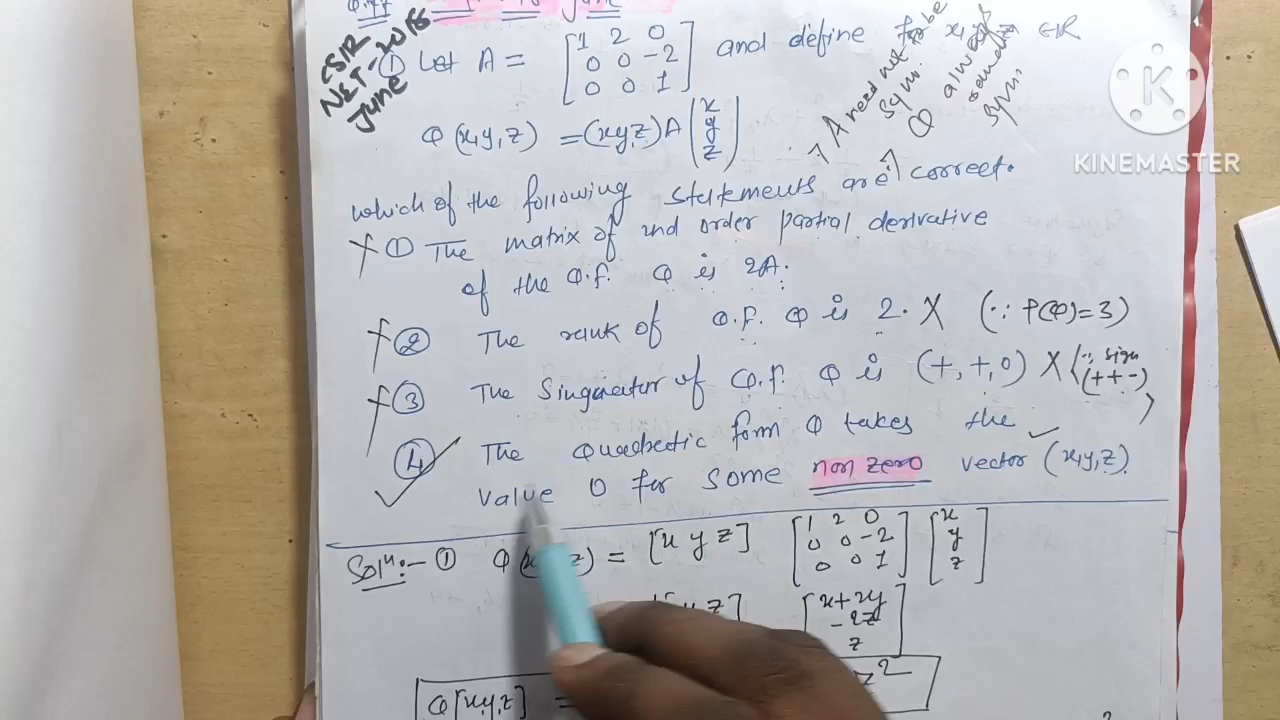 CSIR
NET-2015
June
① Let A = [1 2 0
0 0 -2
0 0 1] and define for x, y, z ∈ R
Q(x,y,z) = (x y z) A (x
y
z)
→ A need not to be
sym.
Q always
sym.
KINEMASTER
which of the following statements are correct.
x ① The matrix of 2nd order partial derivative
of the Q.f. Q is 2A.
x ② The rank of Q.F. Q is 2. X (∵ ρ(Q)=3)
x ③ The Singnatur of Q.f. Q is (+, +, 0) X (∵ sign
(++-)
④ The Quadratic form Q takes the
value 0 for some non zero vector (x,y,z).
Solⁿ:- ① Q(x z) = [x y z] [1 2 0
0 0 -2
0 0 1] [x
y
z]
y z] [x+2y
-2z
z]
Q[x,y,z] = z²